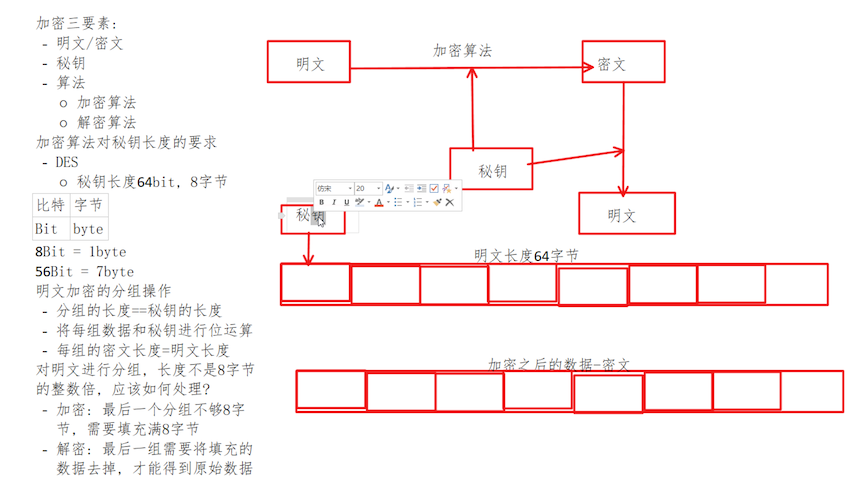 加密三要素:
- 明文/密文
- 秘钥
- 算法
o 加密算法
o 解密算法
加密算法对秘钥长度的要求
- DES
o 秘钥长度64bit, 8字节
比特 字节
Bit byte
8Bit = 1byte
56Bit = 7byte
明文加密的分组操作
- 分组的长度==秘钥的长度
- 将每组数据和秘钥进行位运算
- 每组的密文长度=明文长度
对明文进行分组, 长度不是8字节
的整数倍, 应该如何处理?
- 加密: 最后一个分组不够8字
节, 需要填充满8字节
- 解密: 最后一组需要将填充的
数据去掉, 才能得到原始数据
明文
加密算法
密文
秘钥
明文
仿宋 20
B I U
秘钥
明文长度64字节
加密之后的数据-密文